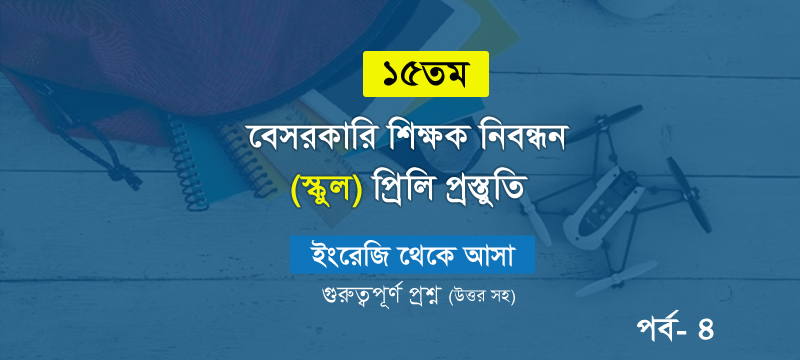 ১৫তম
বেসরকারি শিক্ষক নিবন্ধন
(স্কুল) প্রিলি প্রস্তুতি
ইংরেজি থেকে আসা
গুরুত্বপূর্ণ প্রশ্ন (উত্তর সহ)
পর্ব- ৪